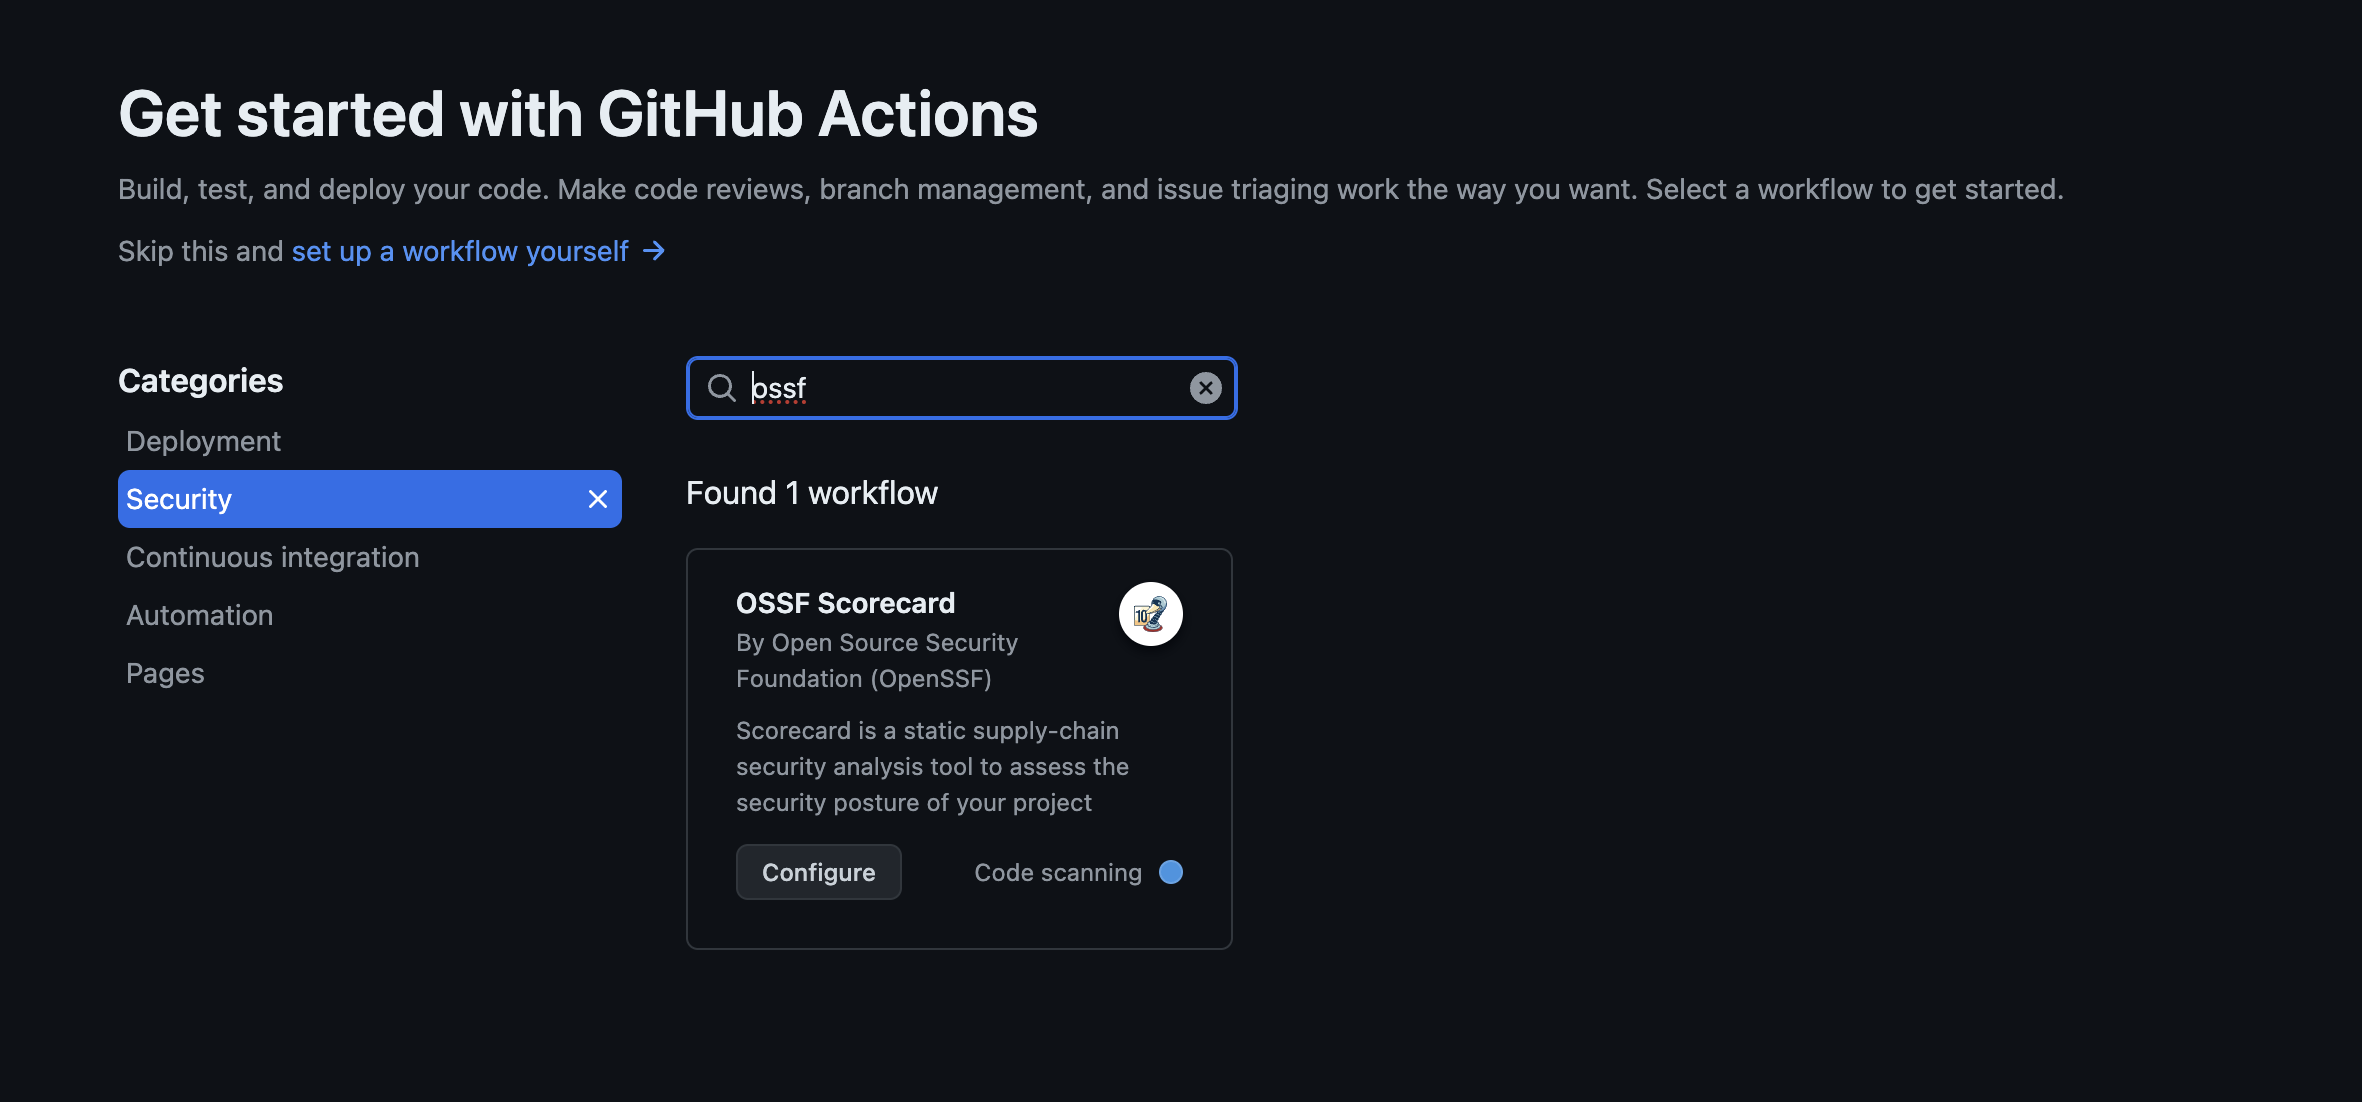 Get started with GitHub Actions
Build, test, and deploy your code. Make code reviews, branch management, and issue triaging work the way you want. Select a workflow to get started.
Skip this and set up a workflow yourself →
Categories
Deployment
Security
Continuous integration
Automation
Pages
ossf
Found 1 workflow
OSSF Scorecard
10
By Open Source Security
Foundation (OpenSSF)
Scorecard is a static supply-chain
security analysis tool to assess the
security posture of your project
Configure
Code scanning